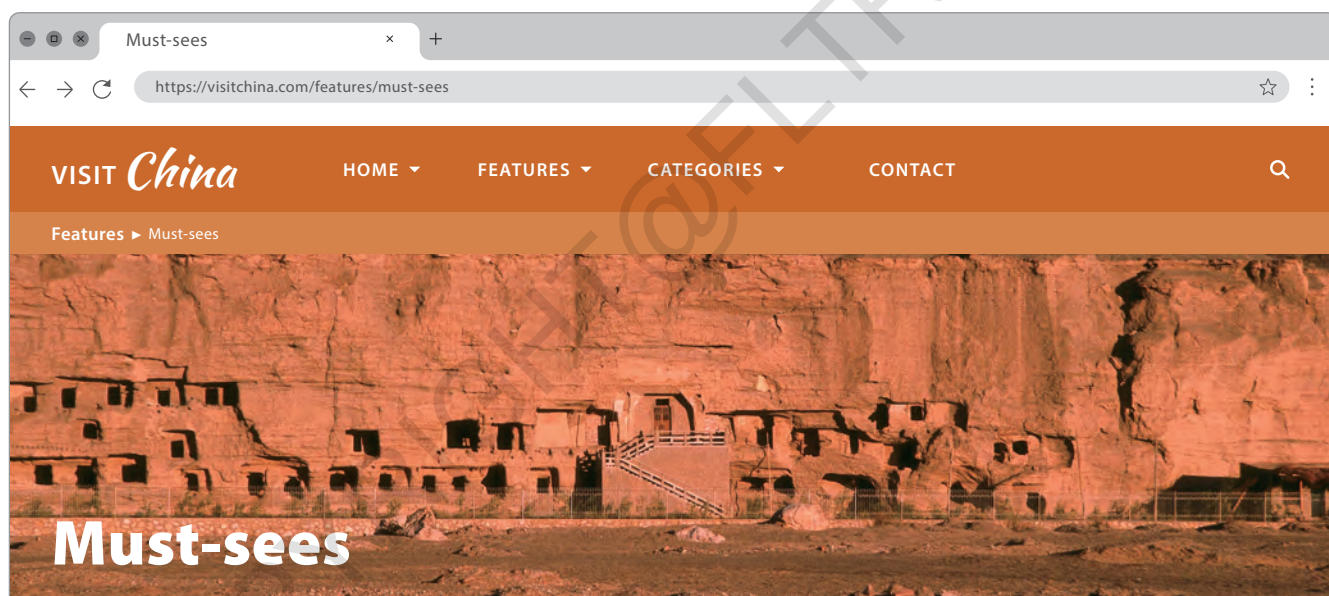 Must-sees
https://visitchina.com/features/must-sees
VISIT China HOME FEATURES CATEGORIES CONTACT
Features ▸ Must-sees
Must-sees